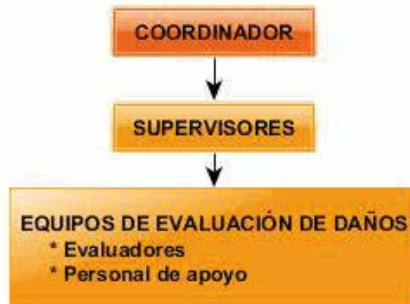 COORDINADOR
SUPERVISORES
EQUIPOS DE EVALUACIÓN DE DAÑOS
* Evaluadores
* Personal de apoyo